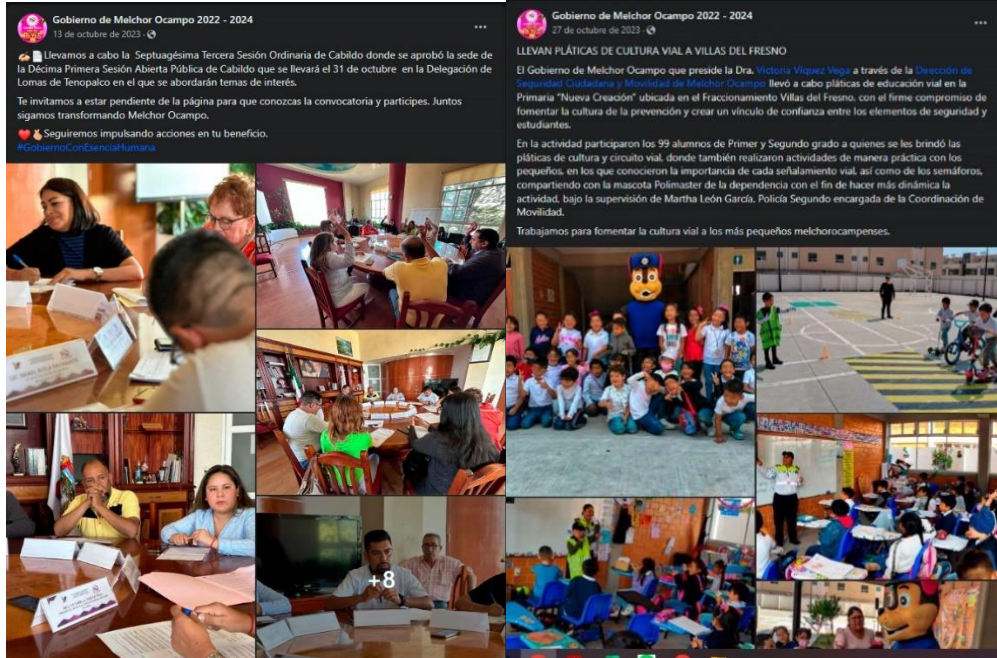 Gobierno de Melchor Ocampo 2022 - 2024
13 de octubre de 2023 ·
Llevamos a cabo la Septuagésima Tercera Sesión Ordinaria de Cabildo donde se aprobó la sede de
la Décima Primera Sesión Abierta Pública de Cabildo que se llevará el 31 de octubre en la Delegación de
Lomas de Tenopalco en el que se abordarán temas de interés.
Te invitamos a estar pendiente de la página para que conozcas la convocatoria y participes. Juntos
sigamos transformando Melchor Ocampo.
Seguiremos impulsando acciones en tu beneficio.
#GobiernoConEsenciaHumana
+8
Gobierno de Melchor Ocampo 2022 - 2024
27 de octubre de 2023 ·
LLEVAN PLÁTICAS DE CULTURA VIAL A VILLAS DEL FRESNO
El Gobierno de Melchor Ocampo que preside la Dra. Victoria Víquez Vega a través de la Dirección de
Seguridad Ciudadana y Movilidad de Melchor Ocampo llevó a cabo pláticas de educación vial en la
Primaria "Nueva Creación" ubicada en el Fraccionamiento Villas del Fresno, con el firme compromiso de
fomentar la cultura de la prevención y crear un vínculo de confianza entre los elementos de seguridad y
estudiantes.
En la actividad participaron los 99 alumnos de Primer y Segundo grado a quienes se les brindó las
pláticas de cultura y circuito vial, donde también realizaron actividades de manera práctica con los
pequeños, en los que conocieron la importancia de cada señalamiento vial, así como de los semáforos,
compartiendo con la mascota Polimaster de la dependencia con el fin de hacer más dinámica la
actividad, bajo la supervisión de Martha León García, Policía Segundo encargada de la Coordinación de
Movilidad.
Trabajamos para fomentar la cultura vial a los más pequeños melchorocampenses.